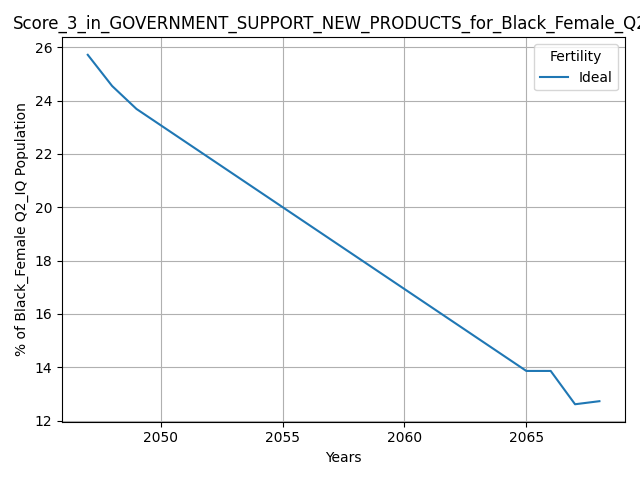 Score_3_in_GOVERNMENT_SUPPORT_NEW_PRODUCTS_for_Black_Female_Q2
26
24
22
20
18
16
14
12
% of Black_Female Q2_IQ Population
Fertility
Ideal
2050 2055 2060 2065
Years